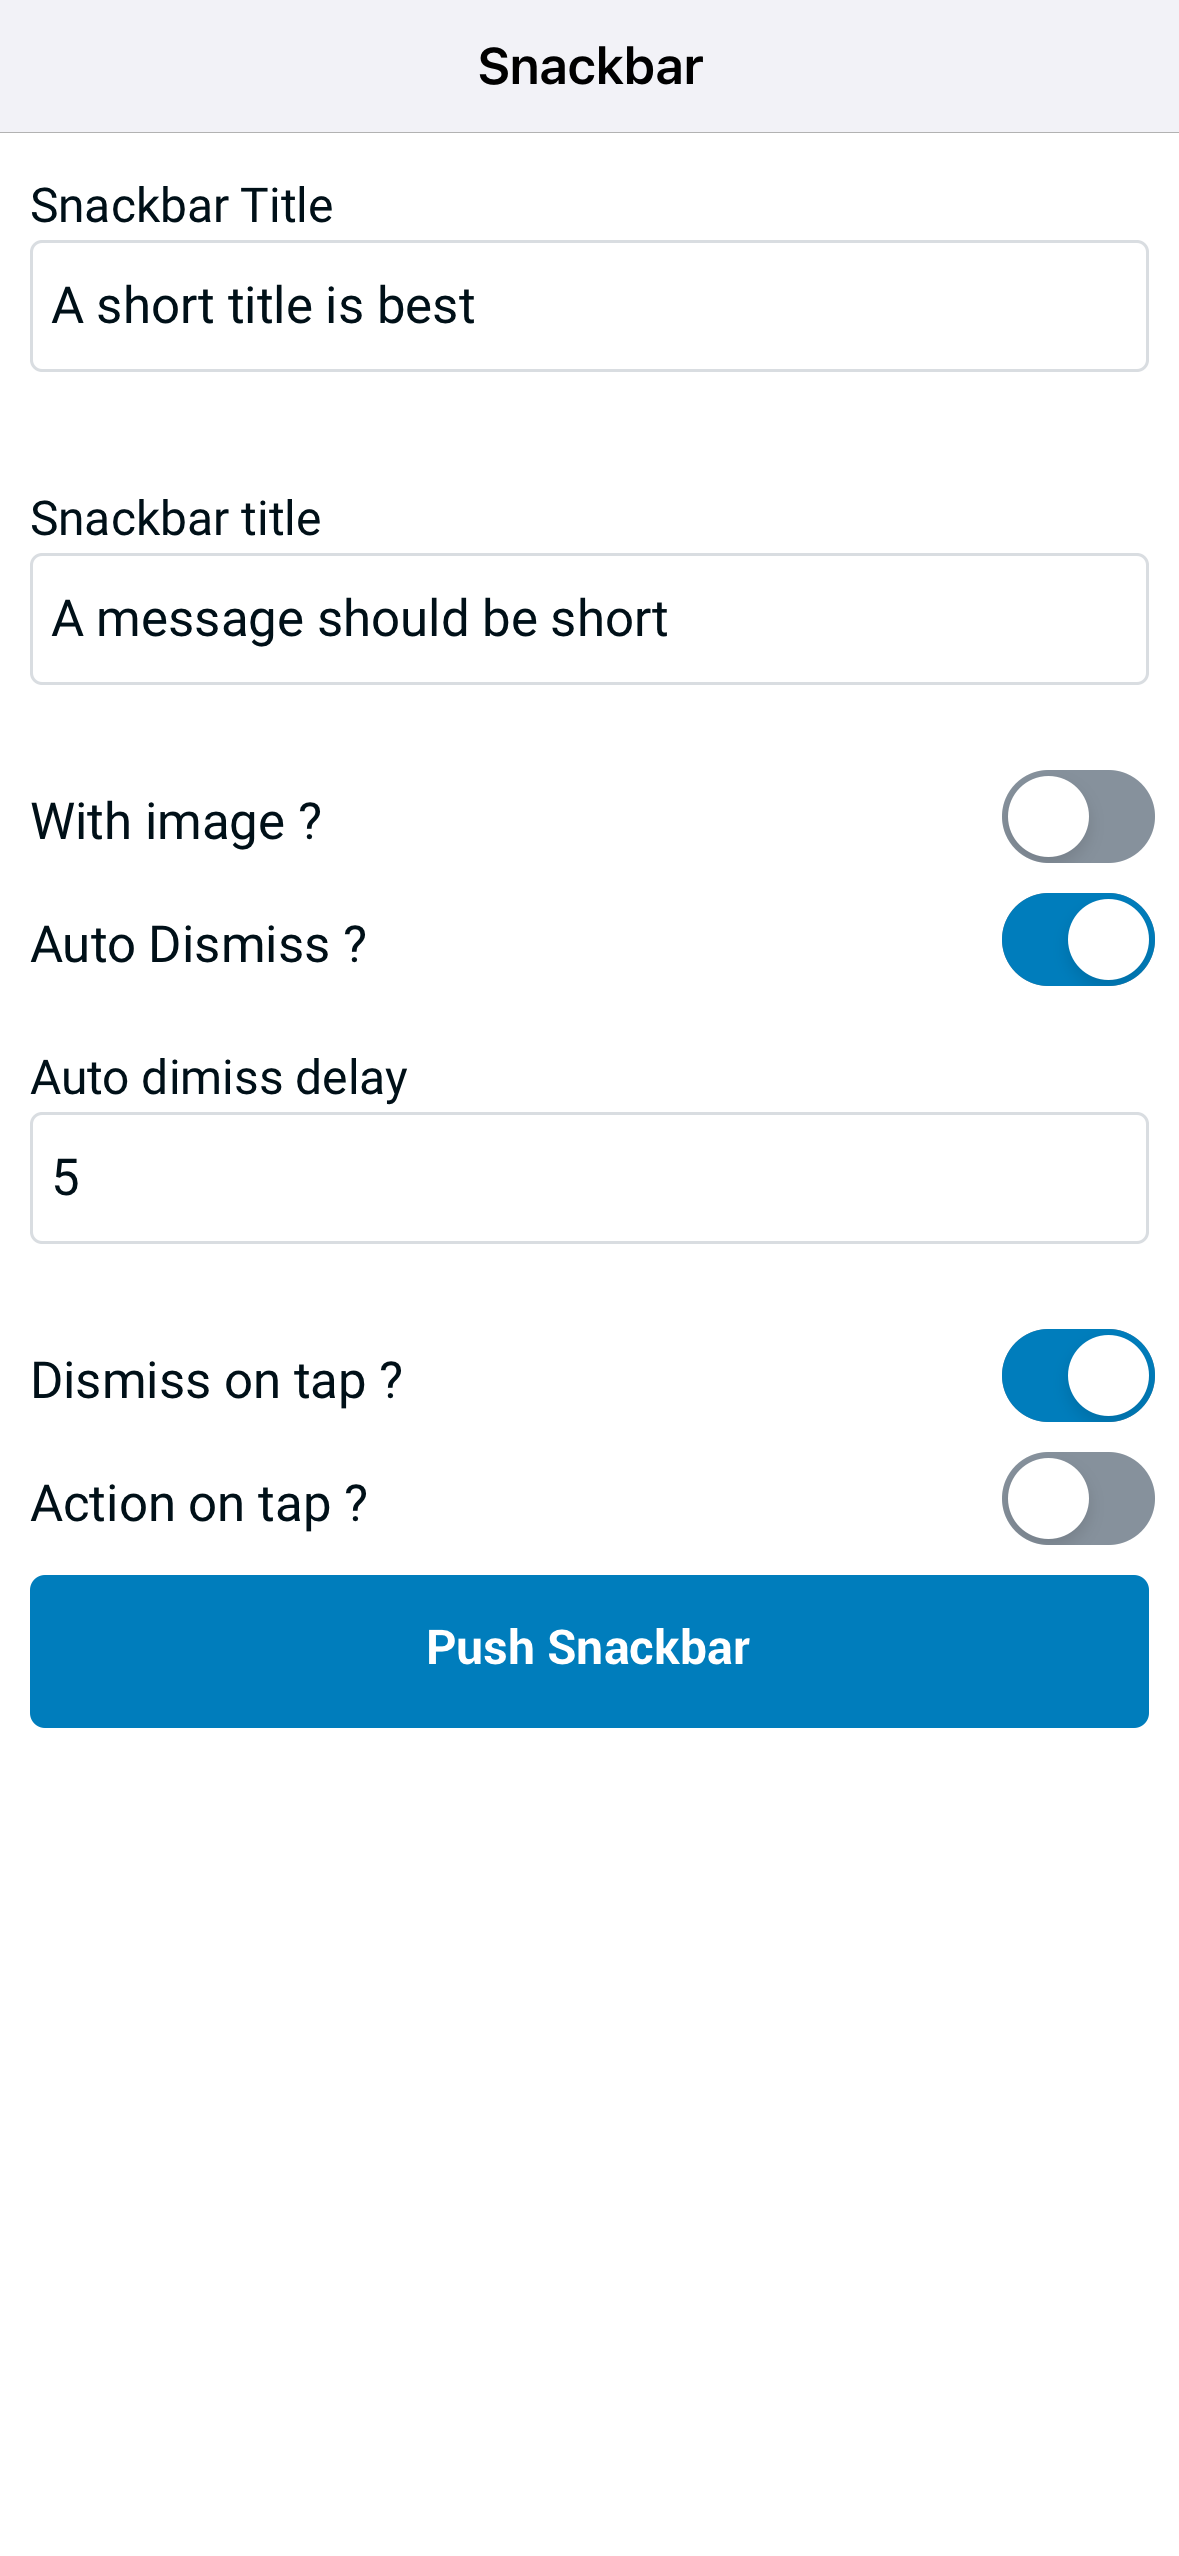 Snackbar
Snackbar Title
A short title is best
Snackbar title
A message should be short
With image ?
Auto Dismiss ?
Auto dimiss delay
5
Dismiss on tap ?
Action on tap ?
Push Snackbar